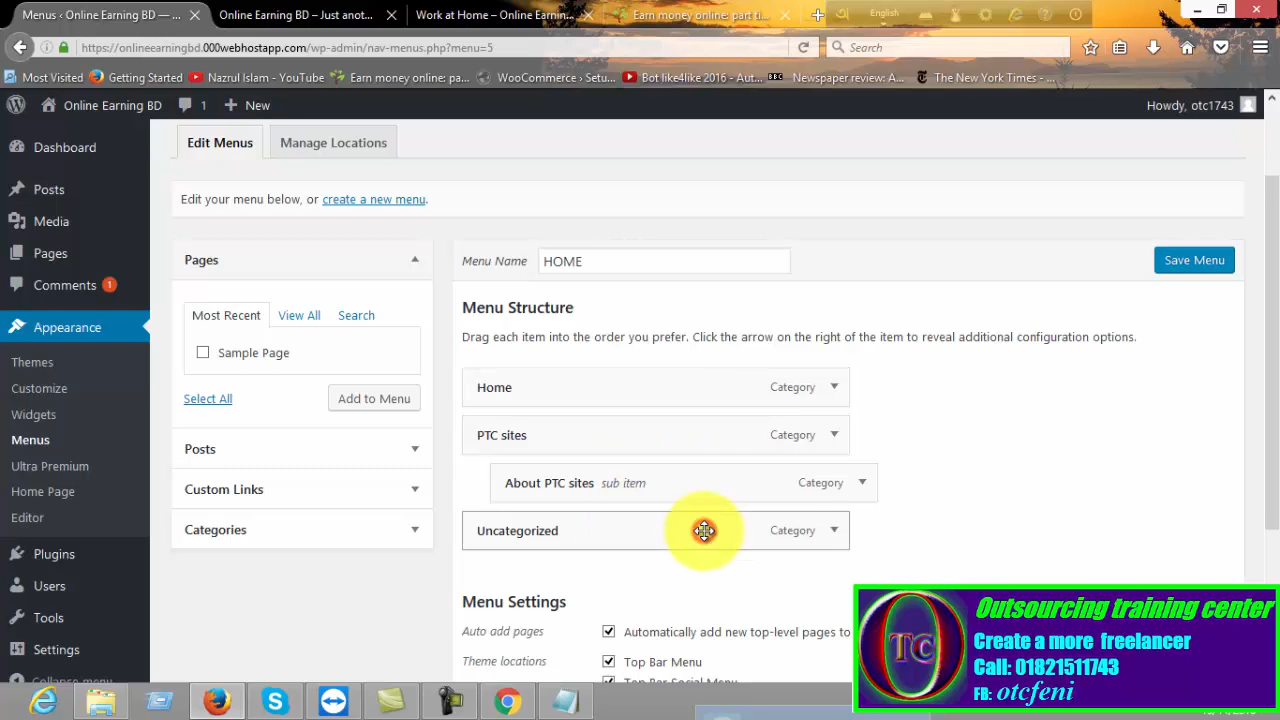 Menus ‹ Online Earning BD — ...
Online Earning BD – Just anot...
Work at Home – Online Earning...
Earn money online: part ti...
English
https://onlineearningbd.000webhostapp.com/wp-admin/nav-menus.php?menu=5
Search
Most Visited
Getting Started
Nazrul Islam - YouTube
Earn money online: pa...
WooCommerce › Setu...
Bot like4like 2016 - Aut...
BBC
Newspaper review: A...
The New York Times - ...
Online Earning BD
1
New
Howdy, otc1743
Dashboard
Posts
Media
Pages
Comments 1
Appearance
Themes
Customize
Widgets
Menus
Ultra Premium
Home Page
Editor
Plugins
Users
Tools
Settings
Collapse menu
Edit Menus
Manage Locations
Edit your menu below, or create a new menu.
Pages
Most Recent
View All
Search
Sample Page
Select All
Add to Menu
Posts
Custom Links
Categories
Menu Name
HOME
Save Menu
Menu Structure
Drag each item into the order you prefer. Click the arrow on the right of the item to reveal additional configuration options.
Home
Category
PTC sites
Category
About PTC sites sub item
Category
Uncategorized
Category
Menu Settings
Auto add pages
Automatically add new top-level pages to
Theme locations
Top Bar Menu
Top Bar Social Menu
OTC
Outsourcing training center
Create a more freelancer
Call: 01821511743
FB: otcfeni